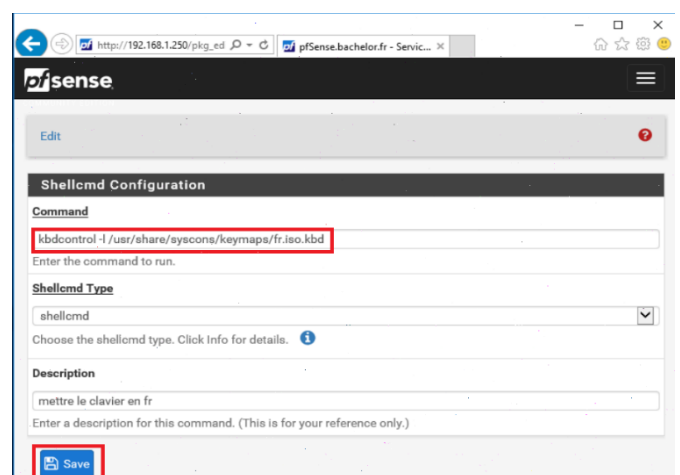 http://192.168.1.250/pkg_ed
pfSense.bachelor.fr - Servic...
pfsense
Edit
Shellcmd Configuration
Command
kbdcontrol -l /usr/share/syscons/keymaps/fr.iso.kbd
Enter the command to run.
Shellcmd Type
shellcmd
Choose the shellcmd type. Click Info for details.
Description
mettre le clavier en fr
Enter a description for this command. (This is for your reference only.)
Save